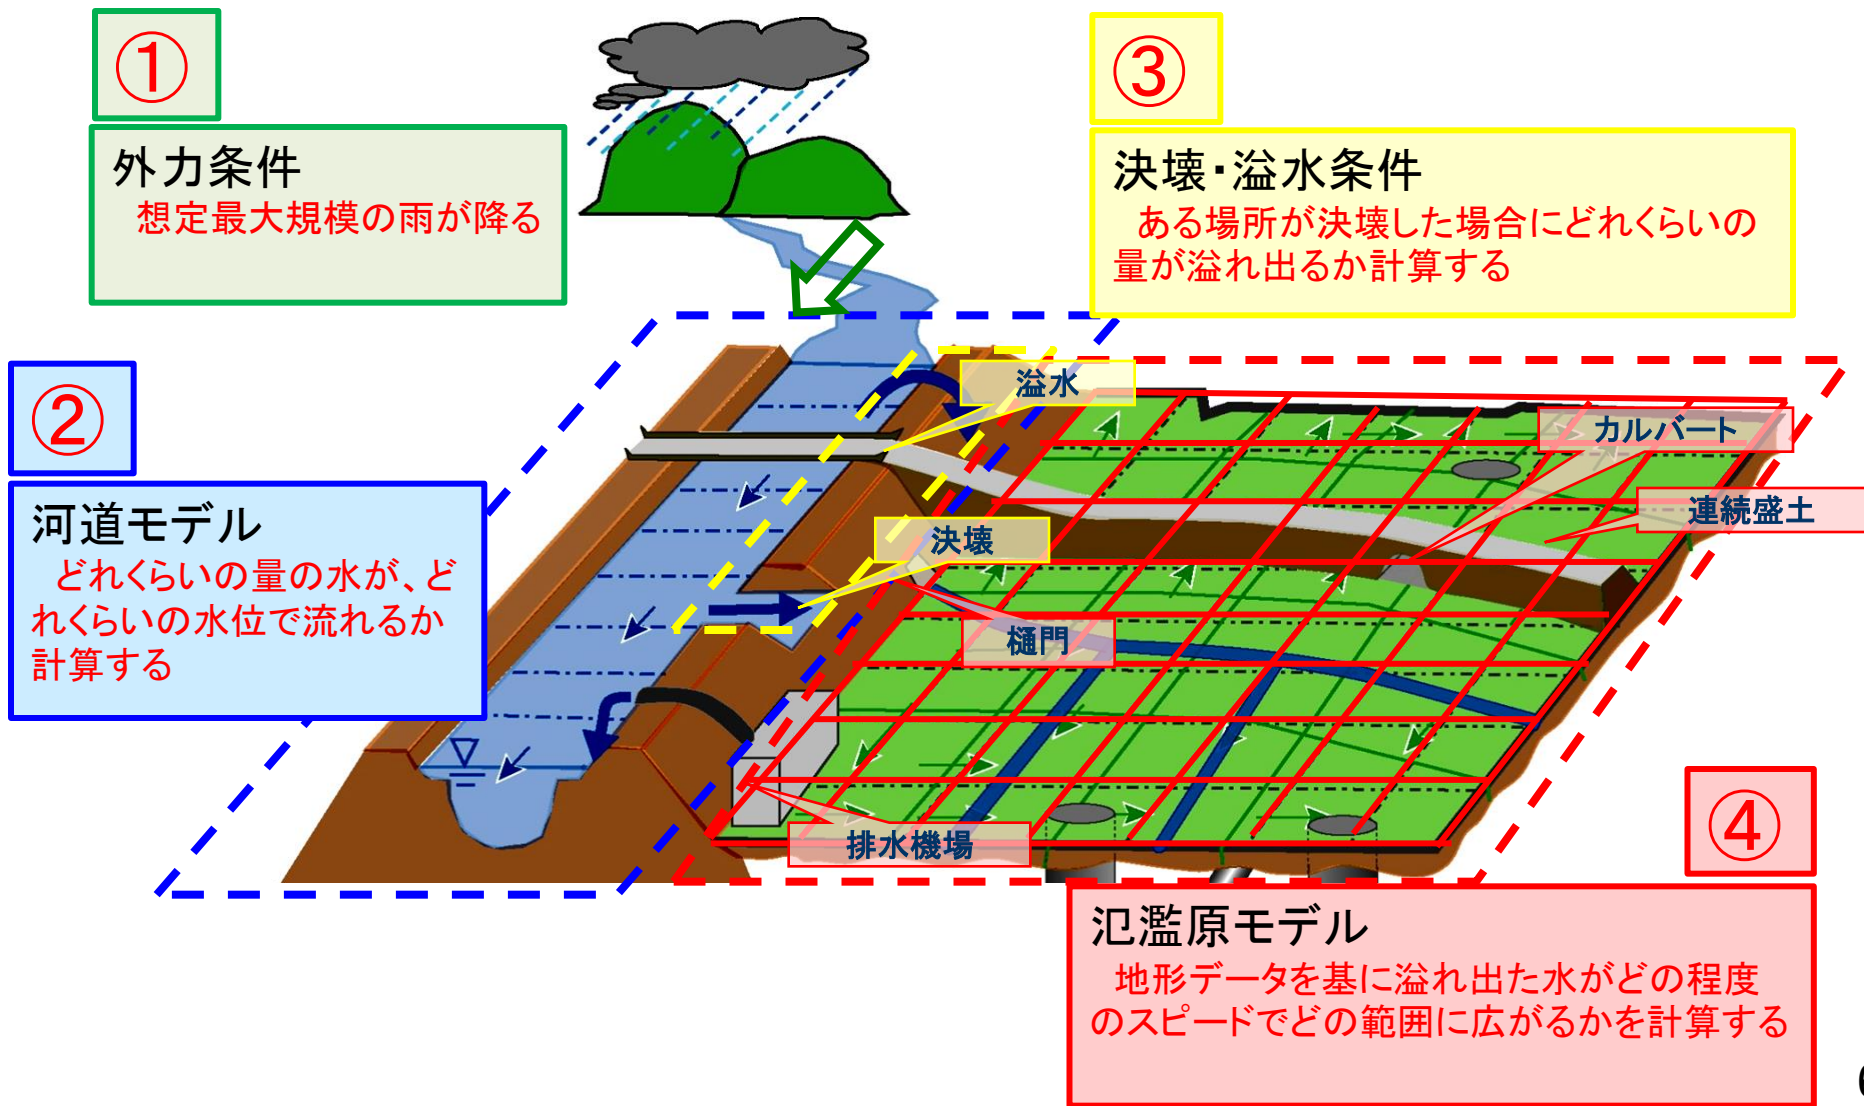 ①
外力条件
想定最大規模の雨が降る
②
河道モデル
どれくらいの量の水が、ど
れくらいの水位で流れるか
計算する
③
決壊・溢水条件
ある場所が決壊した場合にどれくらいの
量が溢れ出るか計算する
溢水
カルバート
連続盛土
決壊
樋門
排水機場
④
氾濫原モデル
地形データを基に溢れ出た水がどの程度
のスピードでどの範囲に広がるかを計算する